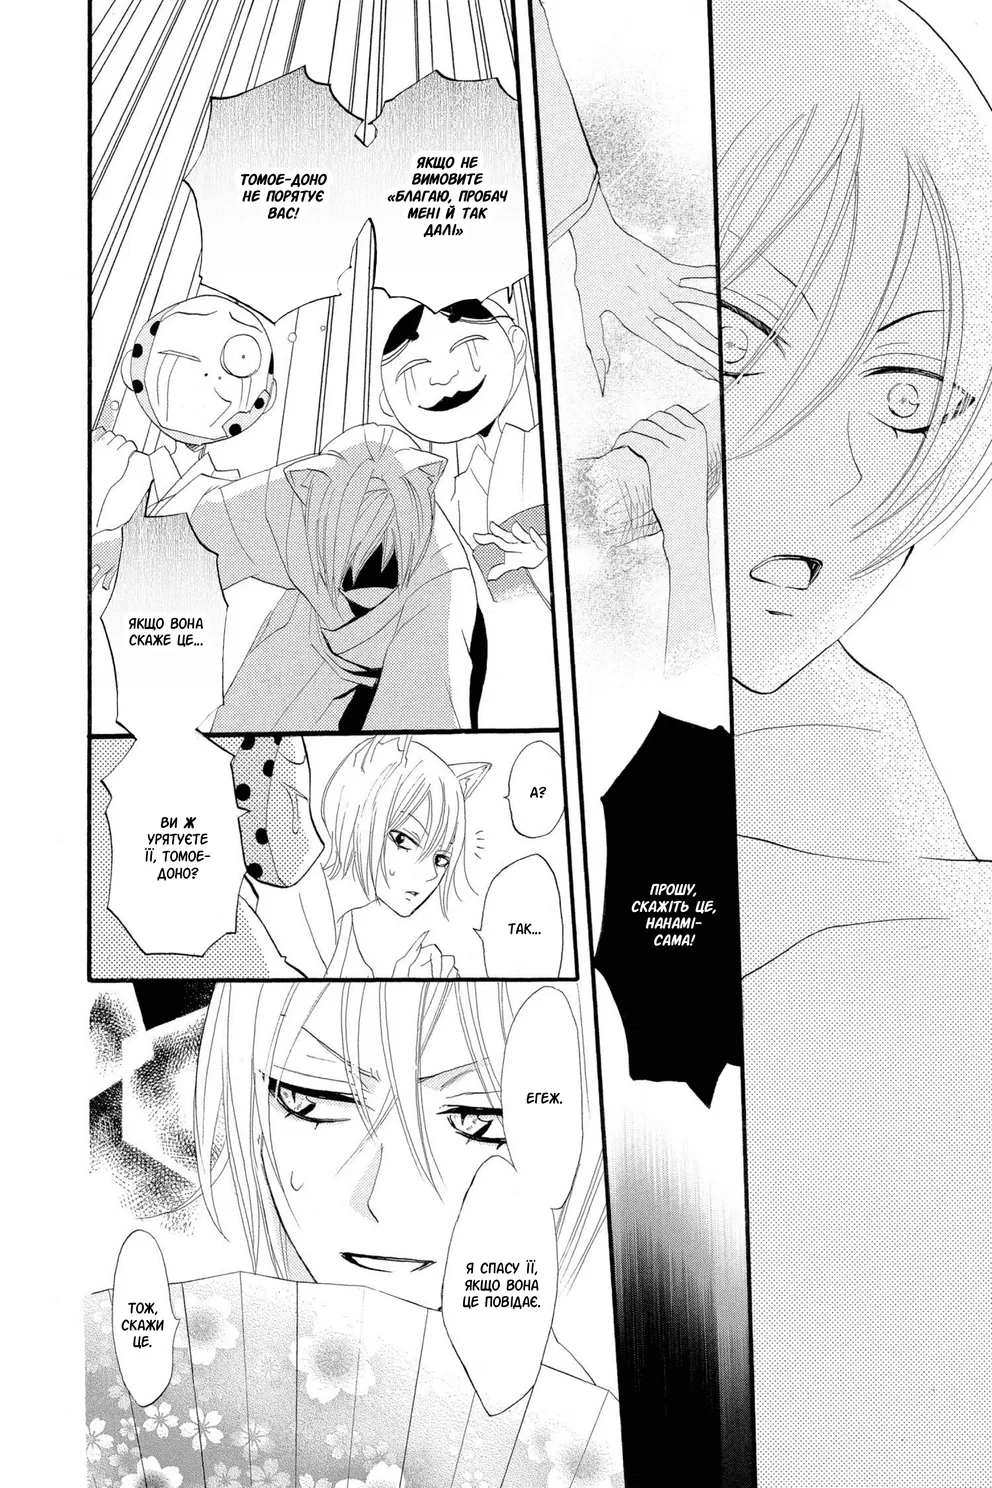 ЯКЩО НЕ
ВИМОВИТЕ
«БЛАГАЮ, ПРОБАЧ
МЕНІ Й ТАК
ДАЛІ»
ТОМОЕ-ДОНО
НЕ ПОРЯТУЄ
ВАС!
ПРОШУ,
СКАЖІТЬ ЦЕ,
НАНАМІ-
САМА!
ЯКЩО ВОНА
СКАЖЕ ЦЕ...
ВИ Ж
УРЯТУЄТЕ
ЇЇ, ТОМОЕ-
ДОНО?
А?
ТАК...
ЕГЕЖ.
Я СПАСУ ЇЇ,
ЯКЩО ВОНА
ЦЕ ПОВІДАЄ.
ТОЖ,
СКАЖИ
ЦЕ.